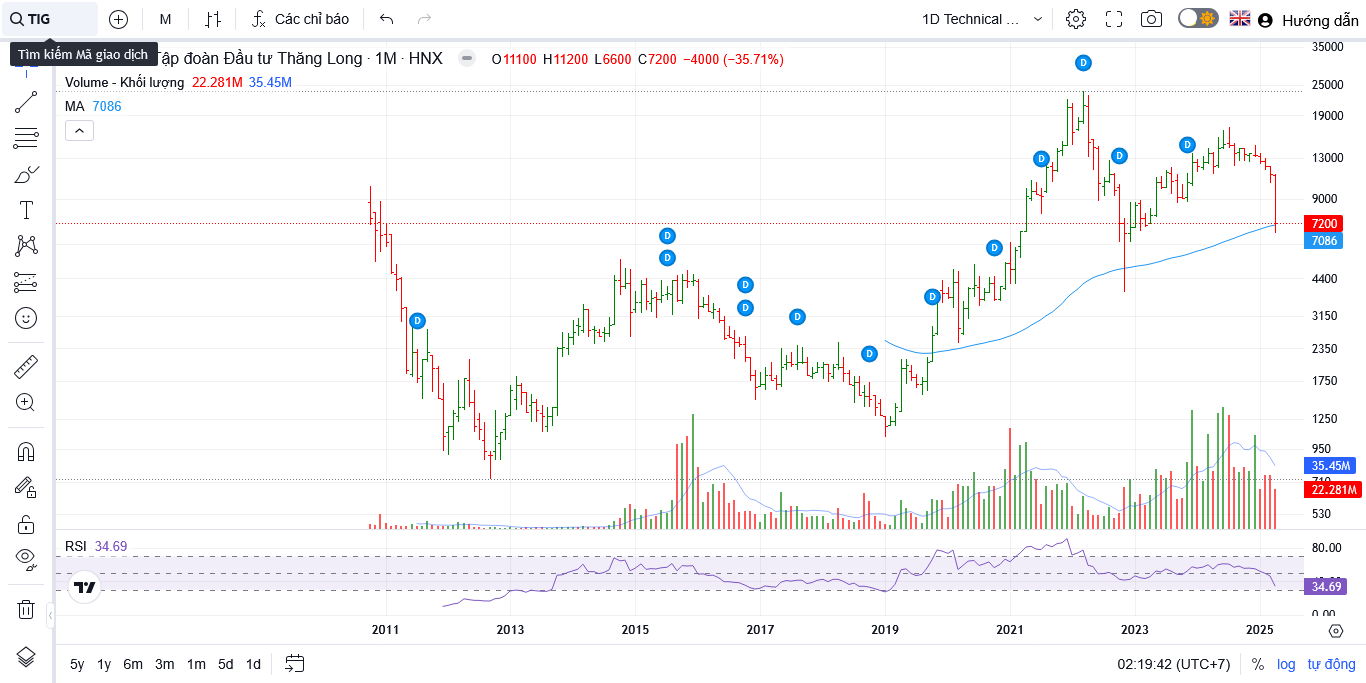 TIG M Các chỉ báo 1D Technical ... Hướng dẫn
Tìm kiếm Mã giao dịch
Tập đoàn Đầu tư Thăng Long · 1M · HNX O11100 H11200 L6600 C7200 −4000 (−35.71%)
Volume - Khối lượng 22.281M 35.45M
MA 7086
D
D
D
D
D
D
D
D
D
D
D
D
D
35000
25000
19000
13000
9000
7200
7086
4400
3150
2350
1750
1250
950
35.45M
22.281M
530
RSI 34.69
80.00
34.69
0.00
2011 2013 2015 2017 2019 2021 2023 2025
5y 1y 6m 3m 1m 5d 1d 02:19:42 (UTC+7) % log tự động